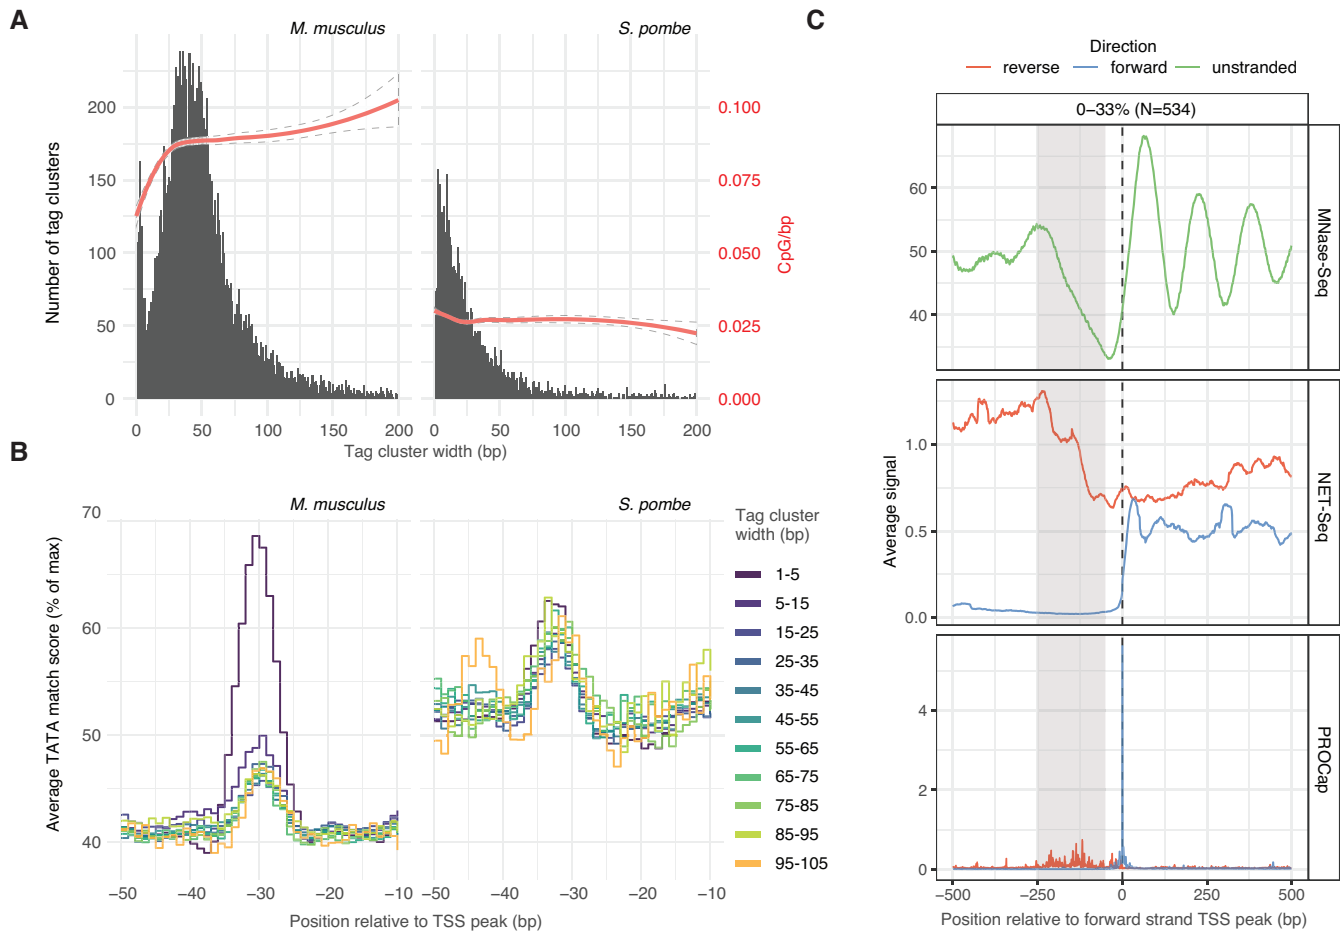 A
M. musculus
S. pombe
Number of tag clusters
200
150
100
50
0
0.100
0.075
0.050
0.025
0.000
CpG/bp
0 50 100 150 200
0 50 100 150 200
Tag cluster width (bp)
B
M. musculus
S. pombe
Average TATA match score (% of max)
70
60
50
40
−50 −40 −30 −20 −10
−50 −40 −30 −20 −10
Position relative to TSS peak (bp)
Tag cluster
width (bp)
1-5
5-15
15-25
25-35
35-45
45-55
55-65
65-75
75-85
85-95
95-105
C
Direction
reverse forward unstranded
0−33% (N=534)
Average signal
60
50
40
MNase-Seq
1.0
0.5
0.0
NET-Seq
4
2
0
PROCap
−500 −250 0 250 500
Position relative to forward strand TSS peak (bp)